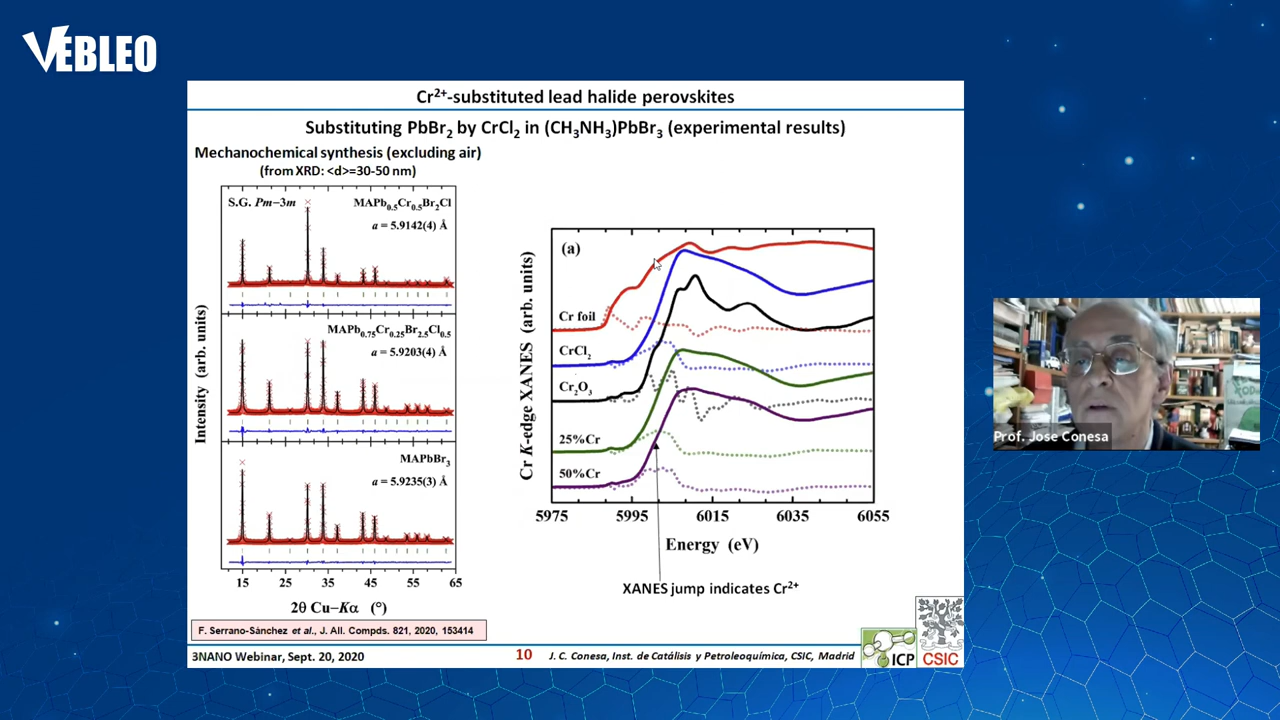 VEBLEO
Cr²⁺-substituted lead halide perovskites
Substituting PbBr₂ by CrCl₂ in (CH₃NH₃)PbBr₃ (experimental results)
Mechanochemical synthesis (excluding air)
(from XRD: <d>=30-50 nm)
S.G. Pm−3m
MAPb₀.₅Cr₀.₅Br₂Cl
a = 5.9142(4) Å
MAPb₀.₇₅Cr₀.₂₅Br₂.₅Cl₀.₅
a = 5.9203(4) Å
MAPbBr₃
a = 5.9235(3) Å
Intensity (arb. units)
15 25 35 45 55 65
2θ Cu−Kα (°)
(a)
Cr foil
CrCl₂
Cr₂O₃
25%Cr
50%Cr
Cr K-edge XANES (arb. units)
5975 5995 6015 6035 6055
Energy (eV)
XANES jump indicates Cr²⁺
F. Serrano-Sànchez et al., J. All. Compds. 821, 2020, 153414
3NANO Webinar, Sept. 20, 2020
10
J. C. Conesa, Inst. de Catálisis y Petroleoquímica, CSIC, Madrid
ICP
CSIC
Prof. Jose Conesa